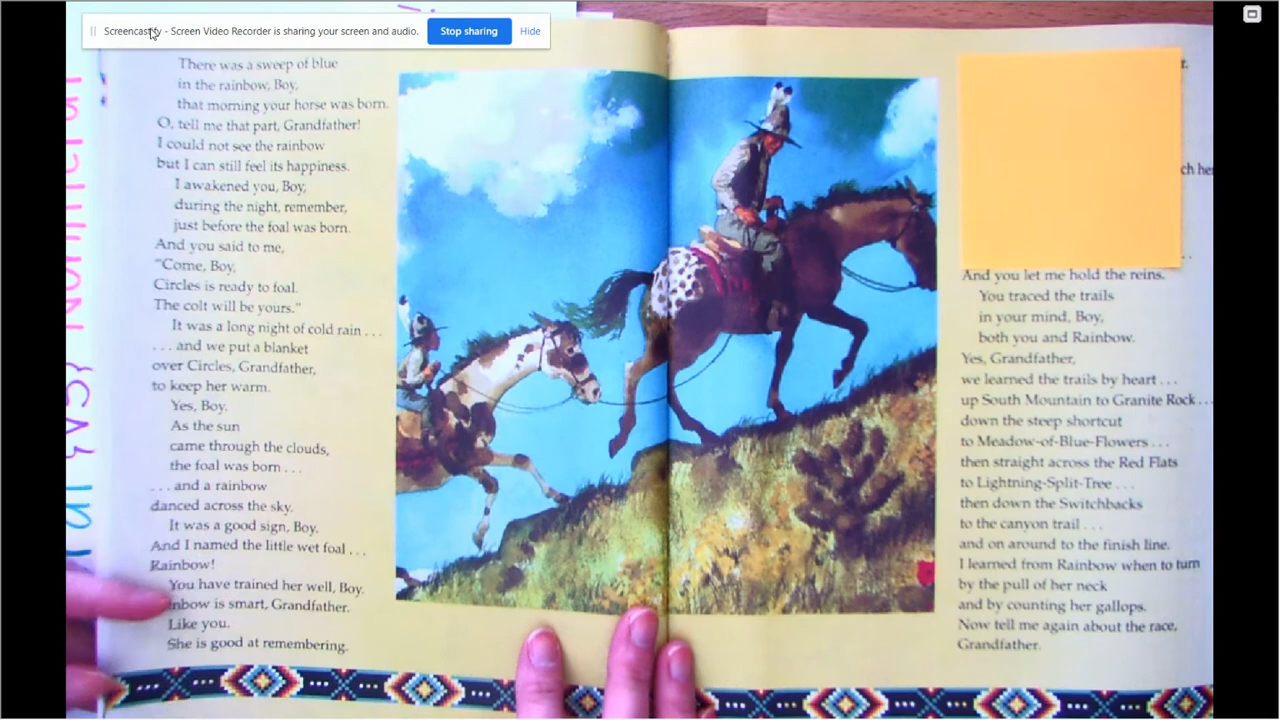 Screencastify - Screen Video Recorder is sharing your screen and audio.
Stop sharing
Hide
There was a sweep of blue
in the rainbow, Boy,
that morning your horse was born.
O, tell me that part, Grandfather!
I could not see the rainbow
but I can still feel its happiness.
I awakened you, Boy,
during the night, remember,
just before the foal was born.
And you said to me,
"Come, Boy,
Circles is ready to foal.
The colt will be yours."
It was a long night of cold rain . . .
. . . and we put a blanket
over Circles, Grandfather,
to keep her warm.
Yes, Boy.
As the sun
came through the clouds,
the foal was born . . .
. . . and a rainbow
danced across the sky.
It was a good sign, Boy.
And I named the little wet foal . . .
Rainbow!
You have trained her well, Boy.
nbow is smart, Grandfather.
Like you.
She is good at remembering.
And you let me hold the reins.
You traced the trails
in your mind, Boy,
both you and Rainbow.
Yes, Grandfather,
we learned the trails by heart . . .
up South Mountain to Granite Rock . . .
down the steep shortcut
to Meadow-of-Blue-Flowers . . .
then straight across the Red Flats
to Lightning-Split-Tree . . .
then down the Switchbacks
to the canyon trail . . .
and on around to the finish line.
I learned from Rainbow when to turn
by the pull of her neck
and by counting her gallops.
Now tell me again about the race,
Grandfather.